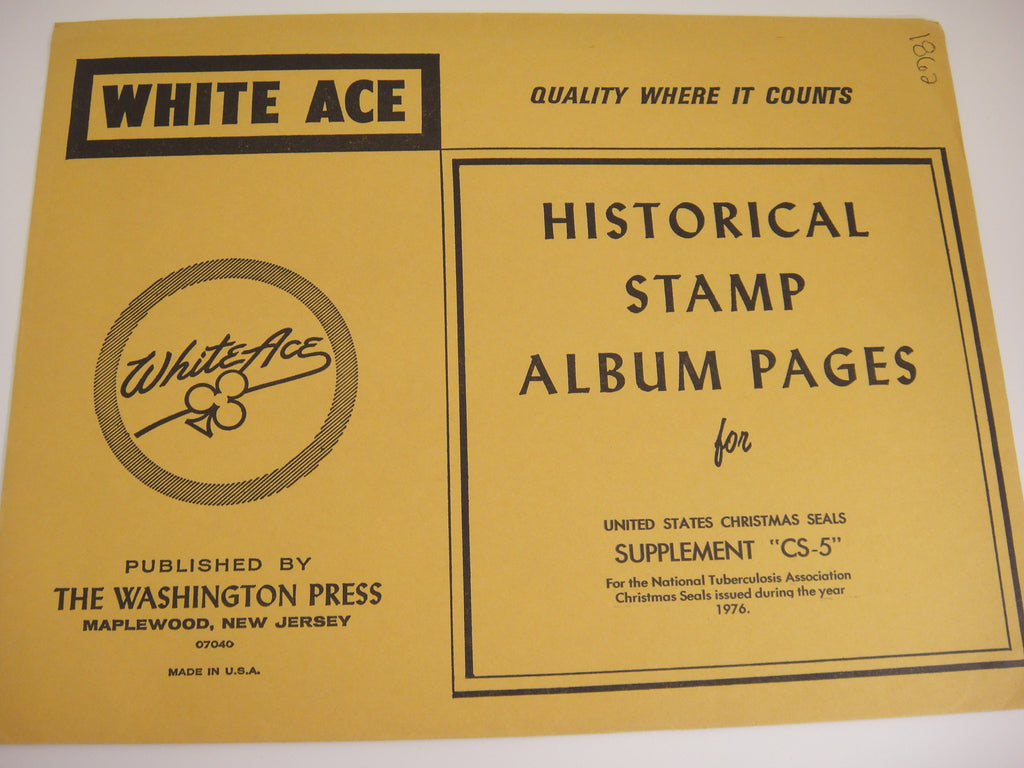 WHITE ACE
QUALITY WHERE IT COUNTS
1862
White Ace
PUBLISHED BY
THE WASHINGTON PRESS
MAPLEWOOD, NEW JERSEY
07040
MADE IN U.S.A.
HISTORICAL
STAMP
ALBUM PAGES
for
UNITED STATES CHRISTMAS SEALS
SUPPLEMENT "CS-5"
For the National Tuberculosis Association
Christmas Seals issued during the year
1976.